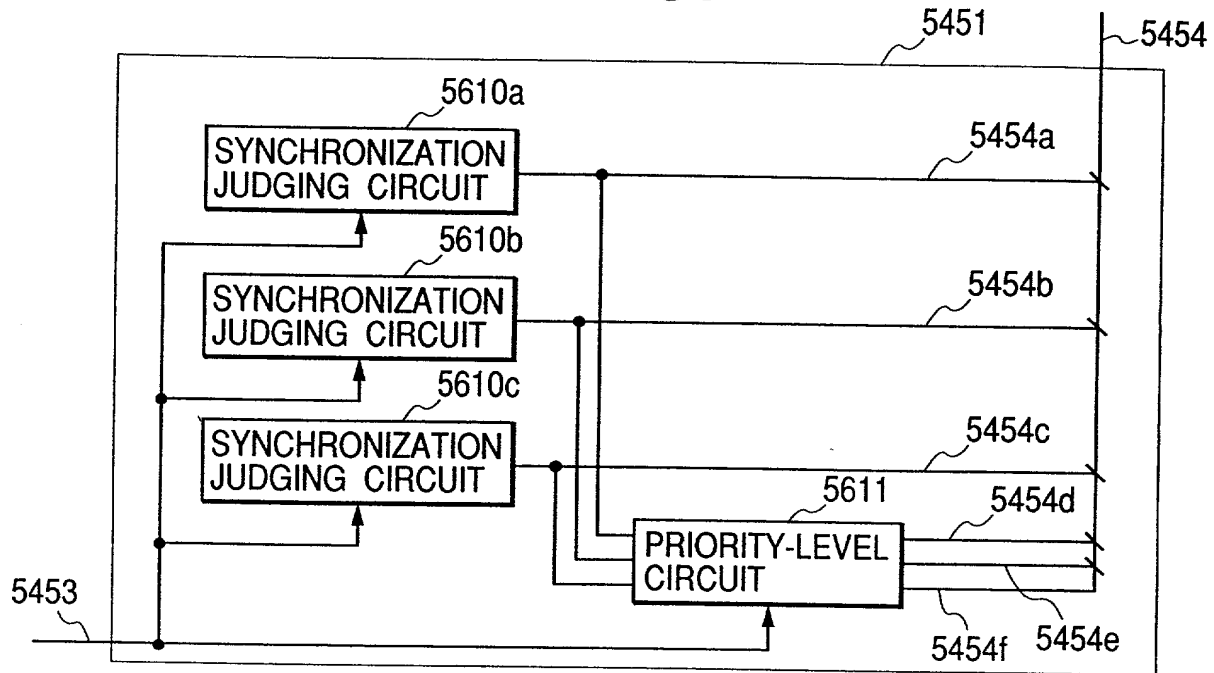 5451
5454
5610a
SYNCHRONIZATION
JUDGING CIRCUIT
5454a
5610b
SYNCHRONIZATION
JUDGING CIRCUIT
5454b
5610c
SYNCHRONIZATION
JUDGING CIRCUIT
5454c
5611
PRIORITY-LEVEL
CIRCUIT
5454d
5453
5454e
5454f